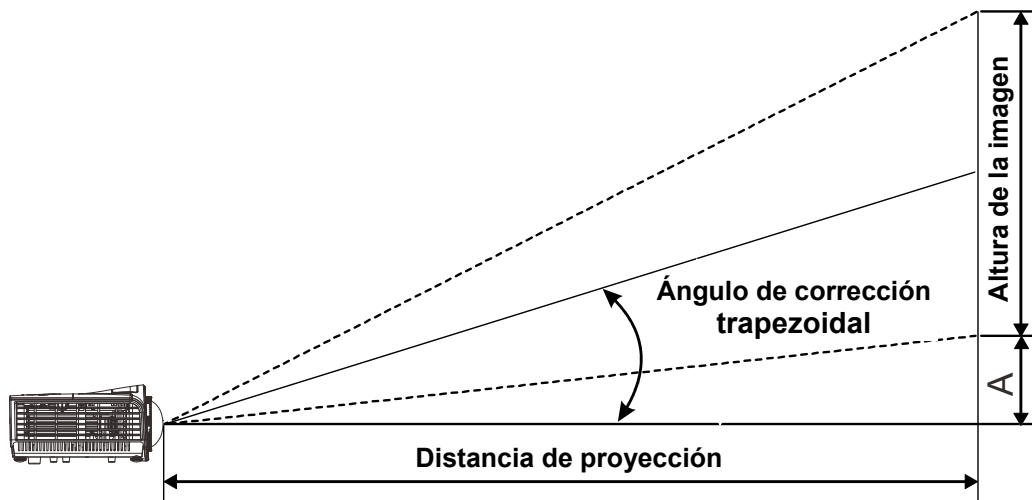 Altura de la imagen
Ángulo de corrección
trapezoidal
A
Distancia de proyección